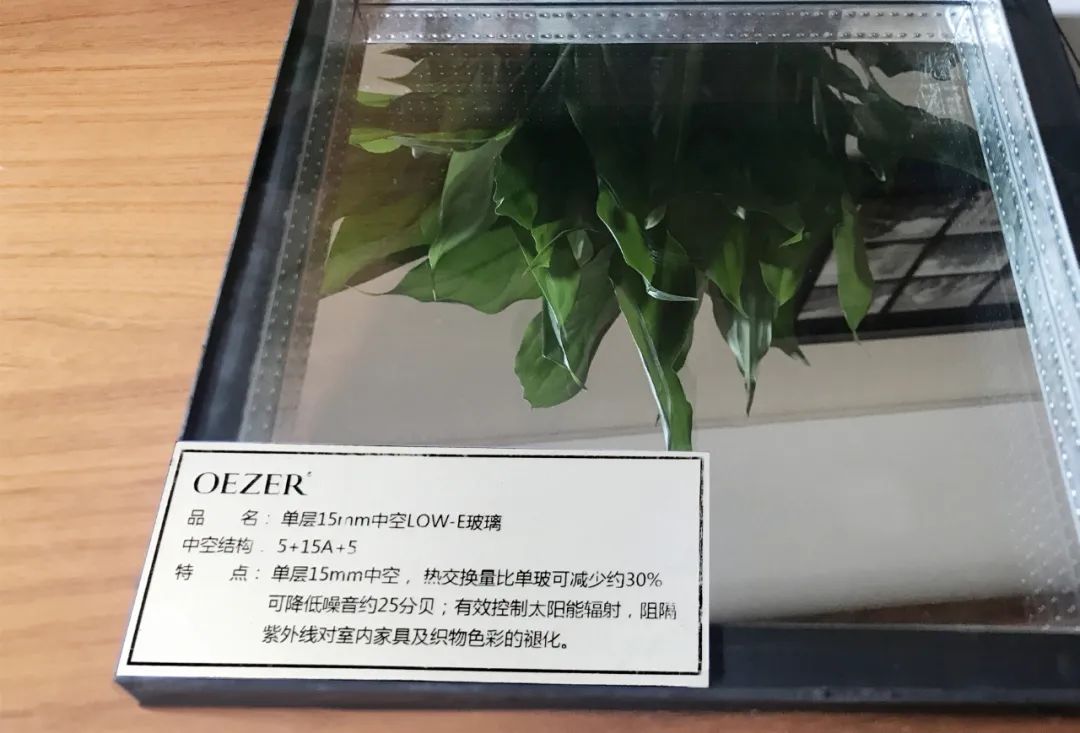 OEZER
品 名：单层15mm中空LOW-E玻璃
中空结构： 5+15A+5
特 点：单层15mm中空，热交换量比单玻可减少约30%
可降低噪音约25分贝；有效控制太阳能辐射，阻隔
紫外线对室内家具及织物色彩的褪化。